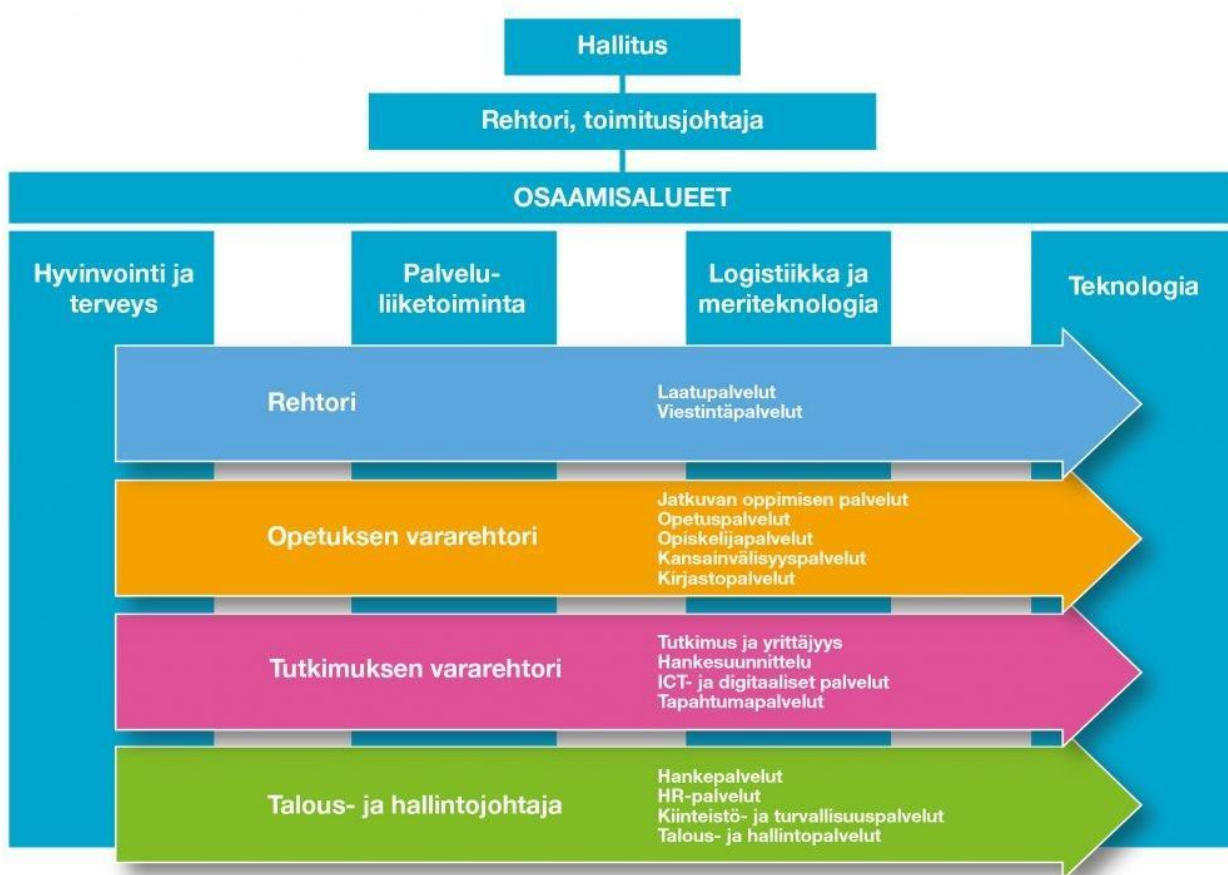 Hallitus
Rehtori, toimitusjohtaja
OSAAMISALUEET
Hyvinvointi ja
terveys
Palvelu-
liiketoiminta
Logistiikka ja
meriteknologia
Teknologia
Rehtori
Laatupalvelut
Viestintäpalvelut
Opetuksen vararehtori
Jatkuvan oppimisen palvelut
Opetuspalvelut
Opiskelijapalvelut
Kansainvälisyyspalvelut
Kirjastopalvelut
Tutkimuksen vararehtori
Tutkimus ja yrittäjyys
Hankesuunnittelu
ICT- ja digitaaliset palvelut
Tapahtumapalvelut
Talous- ja hallintojohtaja
Hankepalvelut
HR-palvelut
Kiinteistö- ja turvallisuuspalvelut
Talous- ja hallintopalvelut